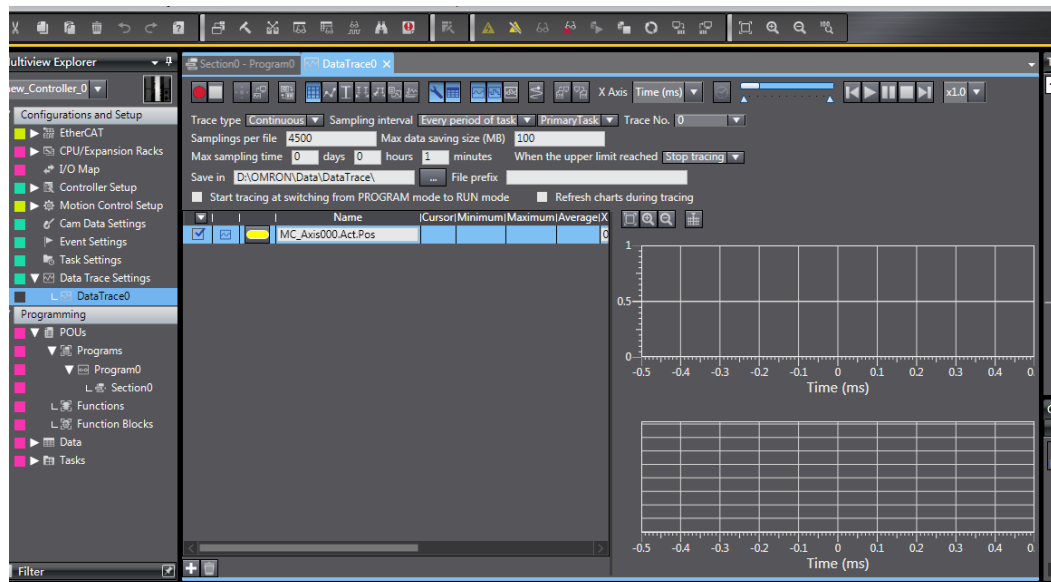 ultiview Explorer
Section0 - Program0 DataTrace0
ew_Controller_0
X Axis Time (ms) x1.0
Configurations and Setup
EtherCAT
CPU/Expansion Racks
I/O Map
Controller Setup
Motion Control Setup
Cam Data Settings
Event Settings
Task Settings
Data Trace Settings
DataTrace0
Programming
POUs
Programs
Program0
Section0
Functions
Function Blocks
Data
Tasks
Filter
Trace type Continuous Sampling interval Every period of task PrimaryTask Trace No. 0
Samplings per file 4500 Max data saving size (MB) 100
Max sampling time 0 days 0 hours 1 minutes When the upper limit reached Stop tracing
Save in D:\OMRON\Data\DataTrace\ ... File prefix
Start tracing at switching from PROGRAM mode to RUN mode Refresh charts during tracing
Name Cursor Minimum Maximum Average X
MC_Axis000.Act.Pos 0
1
0.5
0
-0.5 -0.4 -0.3 -0.2 -0.1 0 0.1 0.2 0.3 0.4 0.
Time (ms)
-0.5 -0.4 -0.3 -0.2 -0.1 0 0.1 0.2 0.3 0.4 0.
Time (ms)